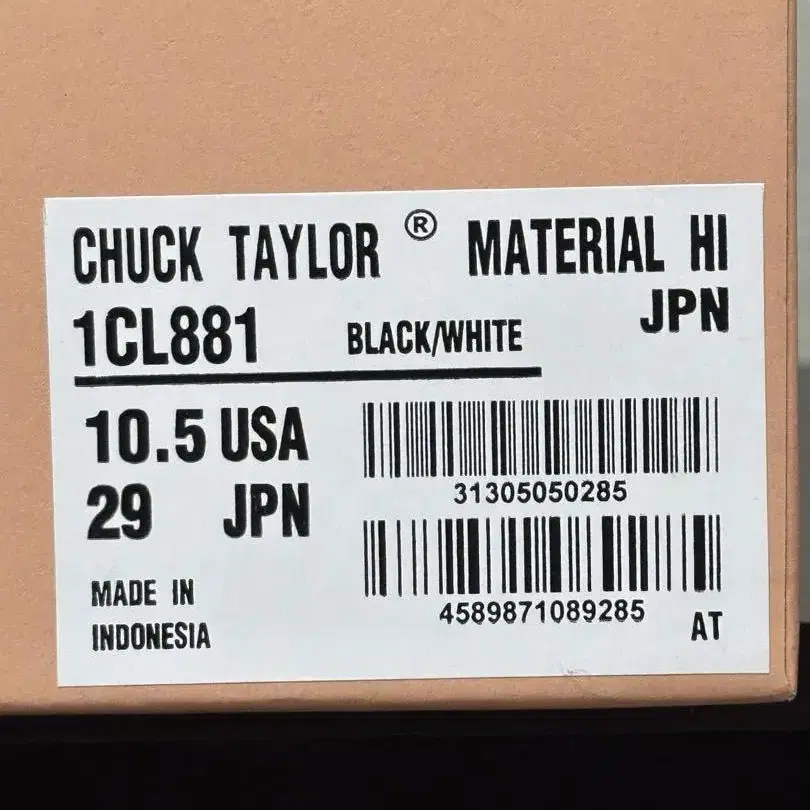 CHUCK TAYLOR ® MATERIAL HI
1CL881 BLACK/WHITE JPN
10.5 USA
29 JPN
31305050285
4589871089285
MADE IN
INDONESIA
AT